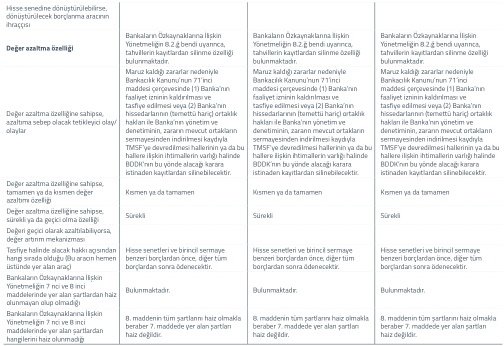 Hisse senedine dönüştürülebilirse,
dönüştürülecek borçlanma aracının
ihraççısı
Değer azaltma özelliği
Bankaların Özkaynaklarına İlişkin
Yönetmeliğin 8.2.ğ bendi uyarınca,
tahvillerin kayıtlardan silinme özelliği
bulunmaktadır.
Bankaların Özkaynaklarına İlişkin
Yönetmeliğin 8.2.ğ bendi uyarınca,
tahvillerin kayıtlardan silinme özelliği
bulunmaktadır.
Bankaların Özkaynaklarına İlişkin
Yönetmeliğin 8.2.ğ bendi uyarınca,
tahvillerin kayıtlardan silinme özelliği
bulunmaktadır.
Değer azaltma özelliğine sahipse,
azaltıma sebep olacak tetikleyici olay/
olaylar
Maruz kaldığı zararlar nedeniyle
Bankacılık Kanunu'nun 71'inci
maddesi çerçevesinde (1) Banka'nın
faaliyet izninin kaldırılması ve
tasfiye edilmesi veya (2) Banka'nın
hissedarlarının (temettü hariç) ortaklık
hakları ile Banka'nın yönetim ve
denetiminin, zararın mevcut ortakların
sermayesinden indirilmesi kaydıyla
TMSF'ye devredilmesi hallerinin ya da bu
hallere ilişkin ihtimallerin varlığı halinde
BDDK'nın bu yönde alacağı karara
istinaden kayıtlardan silinebilecektir.
Maruz kaldığı zararlar nedeniyle
Bankacılık Kanunu'nun 71'inci
maddesi çerçevesinde (1) Banka'nın
faaliyet izninin kaldırılması ve
tasfiye edilmesi veya (2) Banka'nın
hissedarlarının (temettü hariç) ortaklık
hakları ile Banka'nın yönetim ve
denetiminin, zararın mevcut ortakların
sermayesinden indirilmesi kaydıyla
TMSF'ye devredilmesi hallerinin ya da bu
hallere ilişkin ihtimallerin varlığı halinde
BDDK'nın bu yönde alacağı karara
istinaden kayıtlardan silinebilecektir.
Maruz kaldığı zararlar nedeniyle
Bankacılık Kanunu'nun 71'inci
maddesi çerçevesinde (1) Banka'nın
faaliyet izninin kaldırılması ve
tasfiye edilmesi veya (2) Banka'nın
hissedarlarının (temettü hariç) ortaklık
hakları ile Banka'nın yönetim ve
denetiminin, zararın mevcut ortakların
sermayesinden indirilmesi kaydıyla
TMSF'ye devredilmesi hallerinin ya da bu
hallere ilişkin ihtimallerin varlığı halinde
BDDK'nın bu yönde alacağı karara
istinaden kayıtlardan silinebilecektir.
Değer azaltma özelliğine sahipse,
tamamen ya da kısmen değer
azaltımı özelliği
Kısmen ya da tamamen
Kısmen ya da tamamen
Kısmen ya da tamamen
Değer azaltma özelliğine sahipse,
sürekli ya da geçici olma özelliği
Sürekli
Sürekli
Sürekli
Değeri geçici olarak azaltılabiliyorsa,
değer artırım mekanizması
Tasfiye halinde alacak hakkı açısından
hangi sırada olduğu (Bu aracın hemen
üstünde yer alan araç)
Hisse senetleri ve birincil sermaye
benzeri borçlardan önce, diğer tüm
borçlardan sonra ödenecektir.
Hisse senetleri ve birincil sermaye
benzeri borçlardan önce, diğer tüm
borçlardan sonra ödenecektir.
Hisse senetleri ve birincil sermaye
benzeri borçlardan önce, diğer tüm
borçlardan sonra ödenecektir.
Bankaların Özkaynaklarına İlişkin
Yönetmeliğin 7 nci ve 8 inci
maddelerinde yer alan şartlardan haiz
olunmayan olup olmadığı
Bulunmaktadır.
Bulunmaktadır.
Bulunmaktadır.
Bankaların Özkaynaklarına İlişkin
Yönetmeliğin 7 nci ve 8 inci
maddelerinde yer alan şartlardan
hangilerini haiz olunmadığı
8. maddenin tüm şartlarını haiz olmakla
beraber 7. maddede yer alan şartları
haiz değildir.
8. maddenin tüm şartlarını haiz olmakla
beraber 7. maddede yer alan şartları
haiz değildir.
8. maddenin tüm şartlarını haiz olmakla
beraber 7. maddede yer alan şartları
haiz değildir.